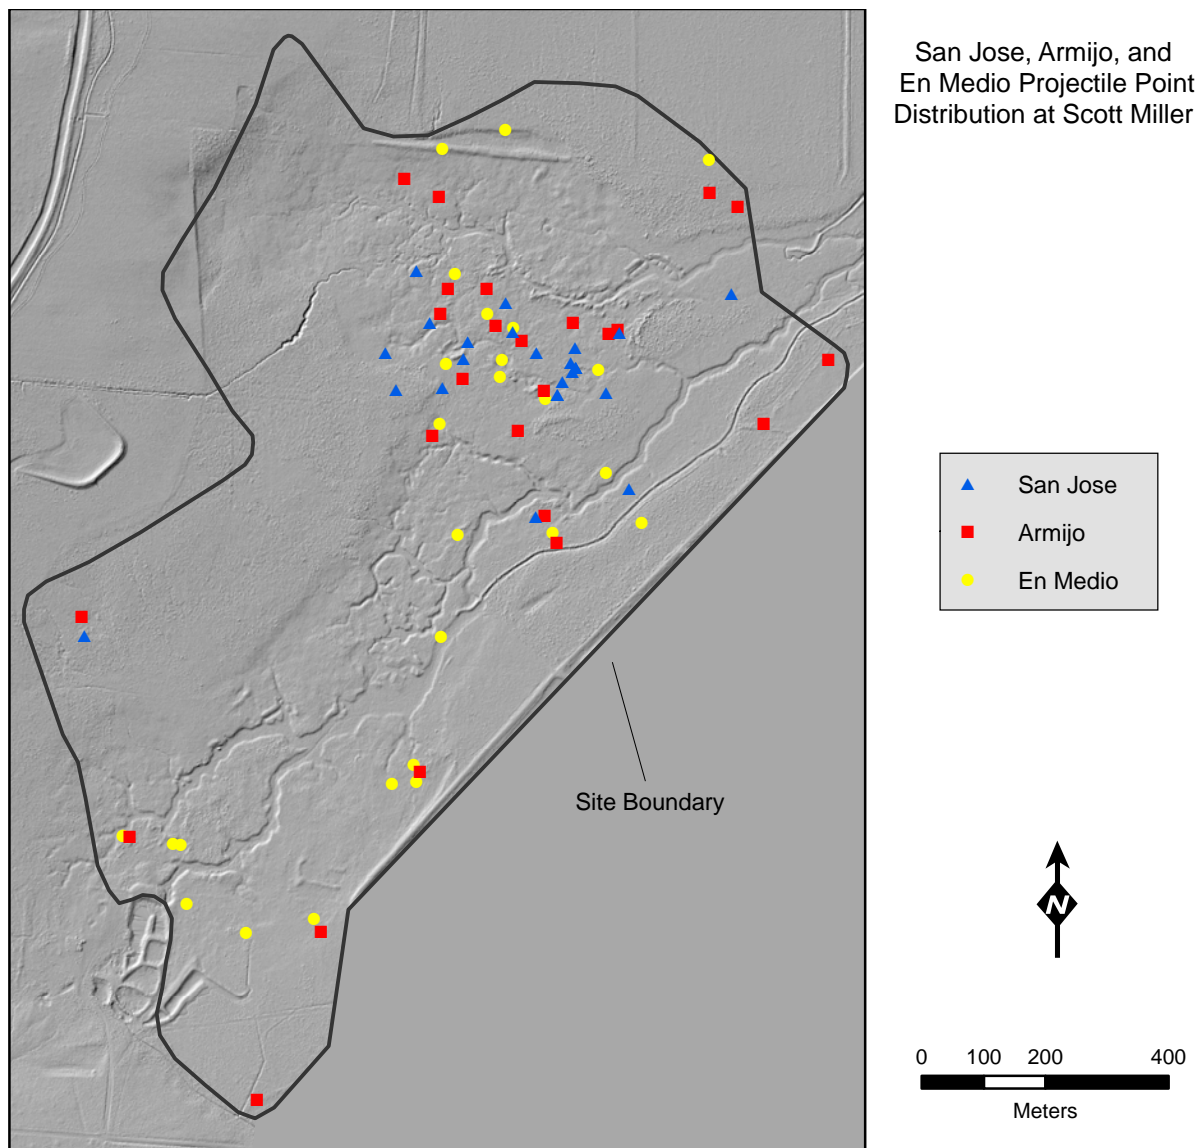 San Jose, Armijo, and
En Medio Projectile Point
Distribution at Scott Miller
San Jose
Armijo
En Medio
Site Boundary
N
0 100 200 400
Meters